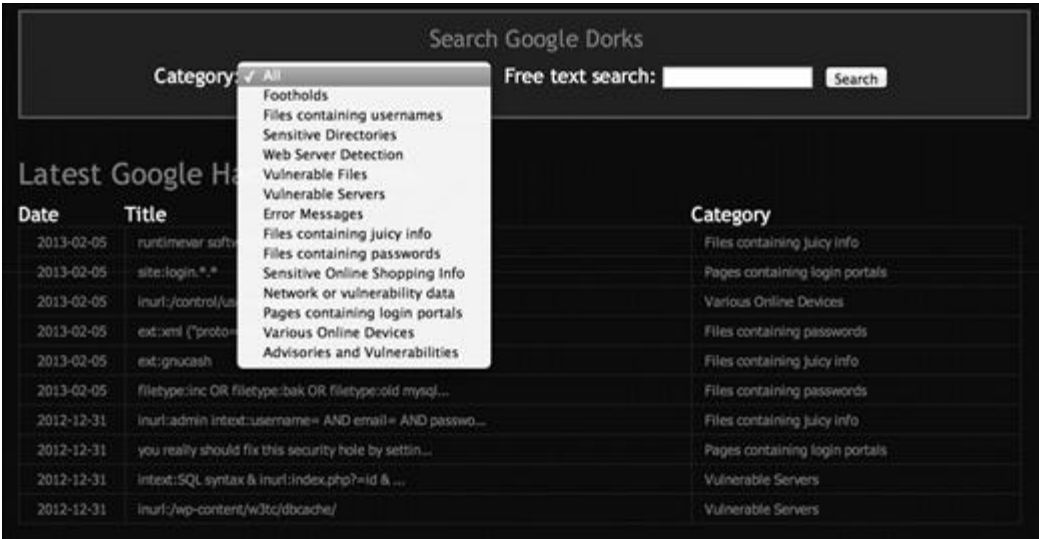 Search Google Dorks
Category: ✓ All Free text search: Search
Footholds
Files containing usernames
Sensitive Directories
Web Server Detection
Vulnerable Files
Vulnerable Servers
Error Messages
Files containing juicy info
Files containing passwords
Sensitive Online Shopping Info
Network or vulnerability data
Pages containing login portals
Various Online Devices
Advisories and Vulnerabilities
Latest Google Ha
Date Title Category
2013-02-05 runtimevar softw Files containing juicy info
2013-02-05 site:login.*.* Pages containing login portals
2013-02-05 inurl:/control/us Various Online Devices
2013-02-05 ext:xml ("proto= Files containing passwords
2013-02-05 ext:gnucash Files containing juicy info
2013-02-05 filetype:inc OR filetype:bak OR filetype:old mysql... Files containing passwords
2012-12-31 inurl:admin intext:username= AND email= AND passwo... Files containing juicy info
2012-12-31 you really should fix this security hole by settin... Pages containing login portals
2012-12-31 intext:SQL syntax & inurl:index.php?=id & ... Vulnerable Servers
2012-12-31 inurl:/wp-content/w3tc/dbcache/ Vulnerable Servers